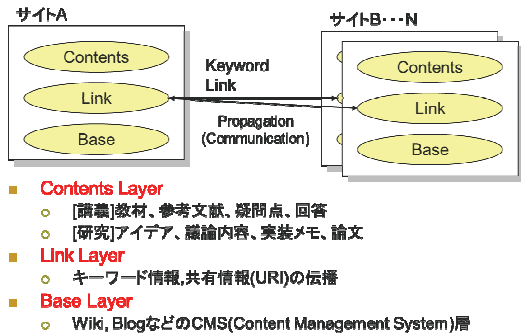 サイトA
サイトB・・・N
Contents
Link
Base
Keyword
Link
Propagation
(Communication)
Contents
Link
Base
Contents Layer
[講義]教材、参考文献、疑問点、回答
[研究]アイデア、議論内容、実装メモ、論文
Link Layer
キーワード情報,共有情報(URI)の伝播
Base Layer
Wiki, BlogなどのCMS(Content Management System)層